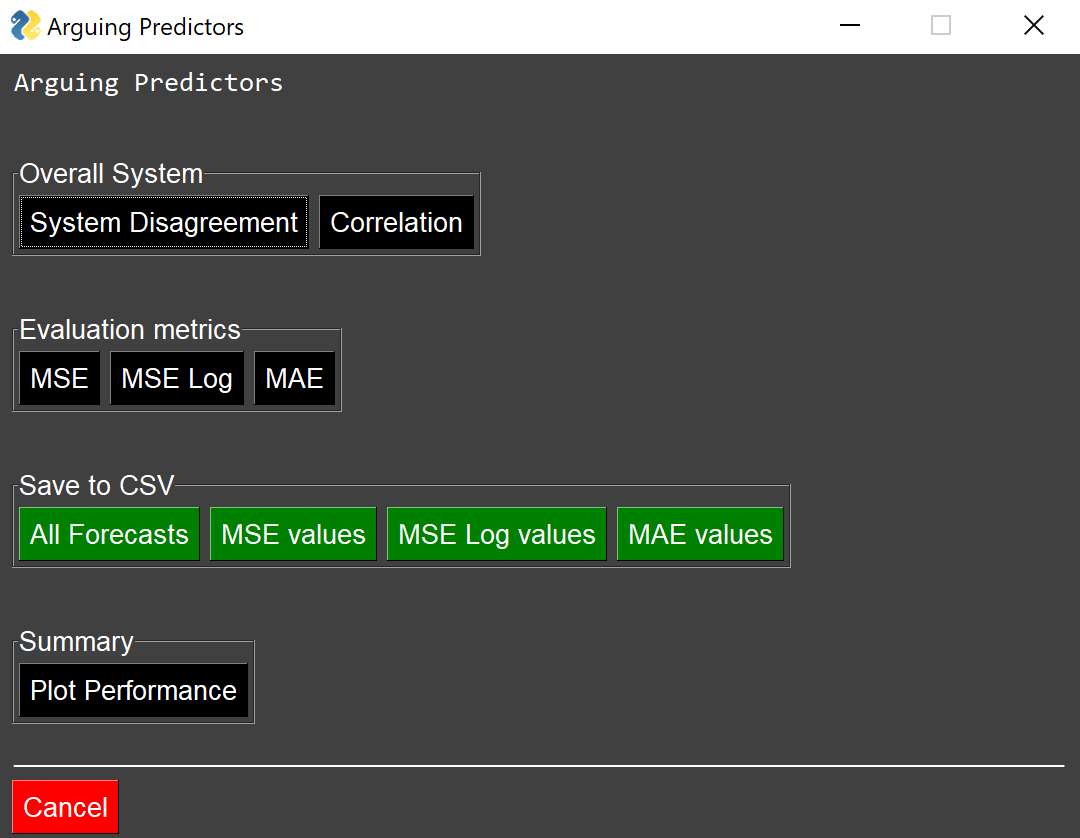 Arguing Predictors
Arguing Predictors
Overall System
System Disagreement Correlation
Evaluation metrics
MSE MSE Log MAE
Save to CSV
All Forecasts MSE values MSE Log values MAE values
Summary
Plot Performance
Cancel